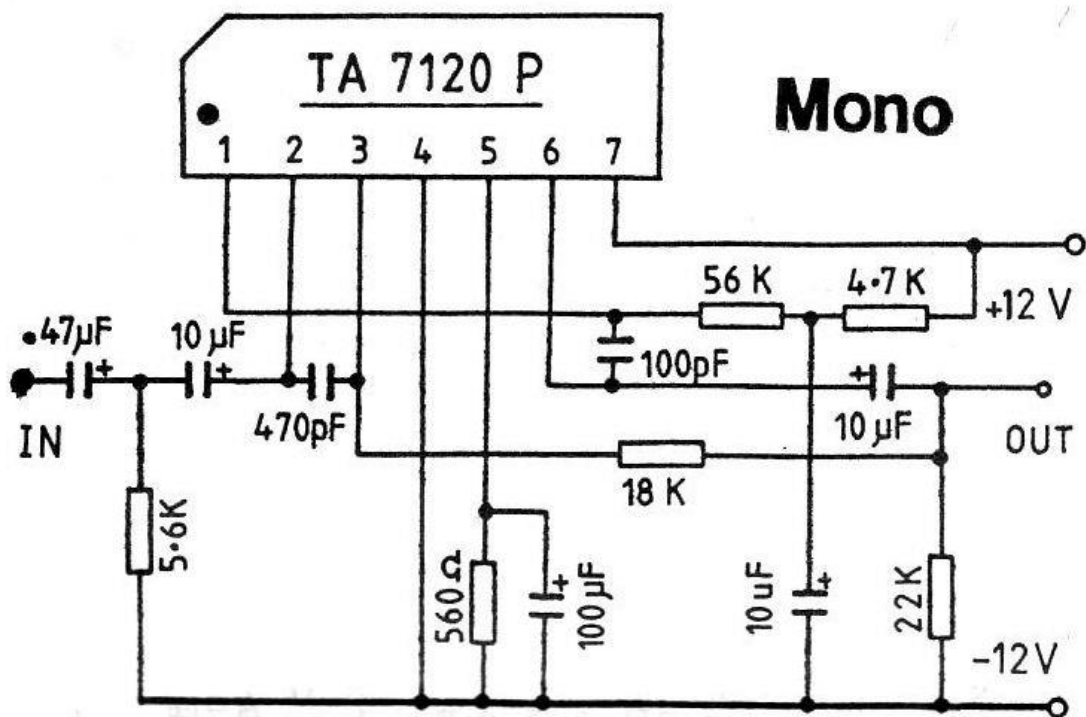 TA 7120 P
Mono
1 2 3 4 5 6 7
56 K
4.7K
+12 V
.47µF
+
10 µF
+
100pF
+
IN
470pF
10 µF
OUT
18 K
5.6K
560Ω
+
100µF
10uF
+
22K
-12V